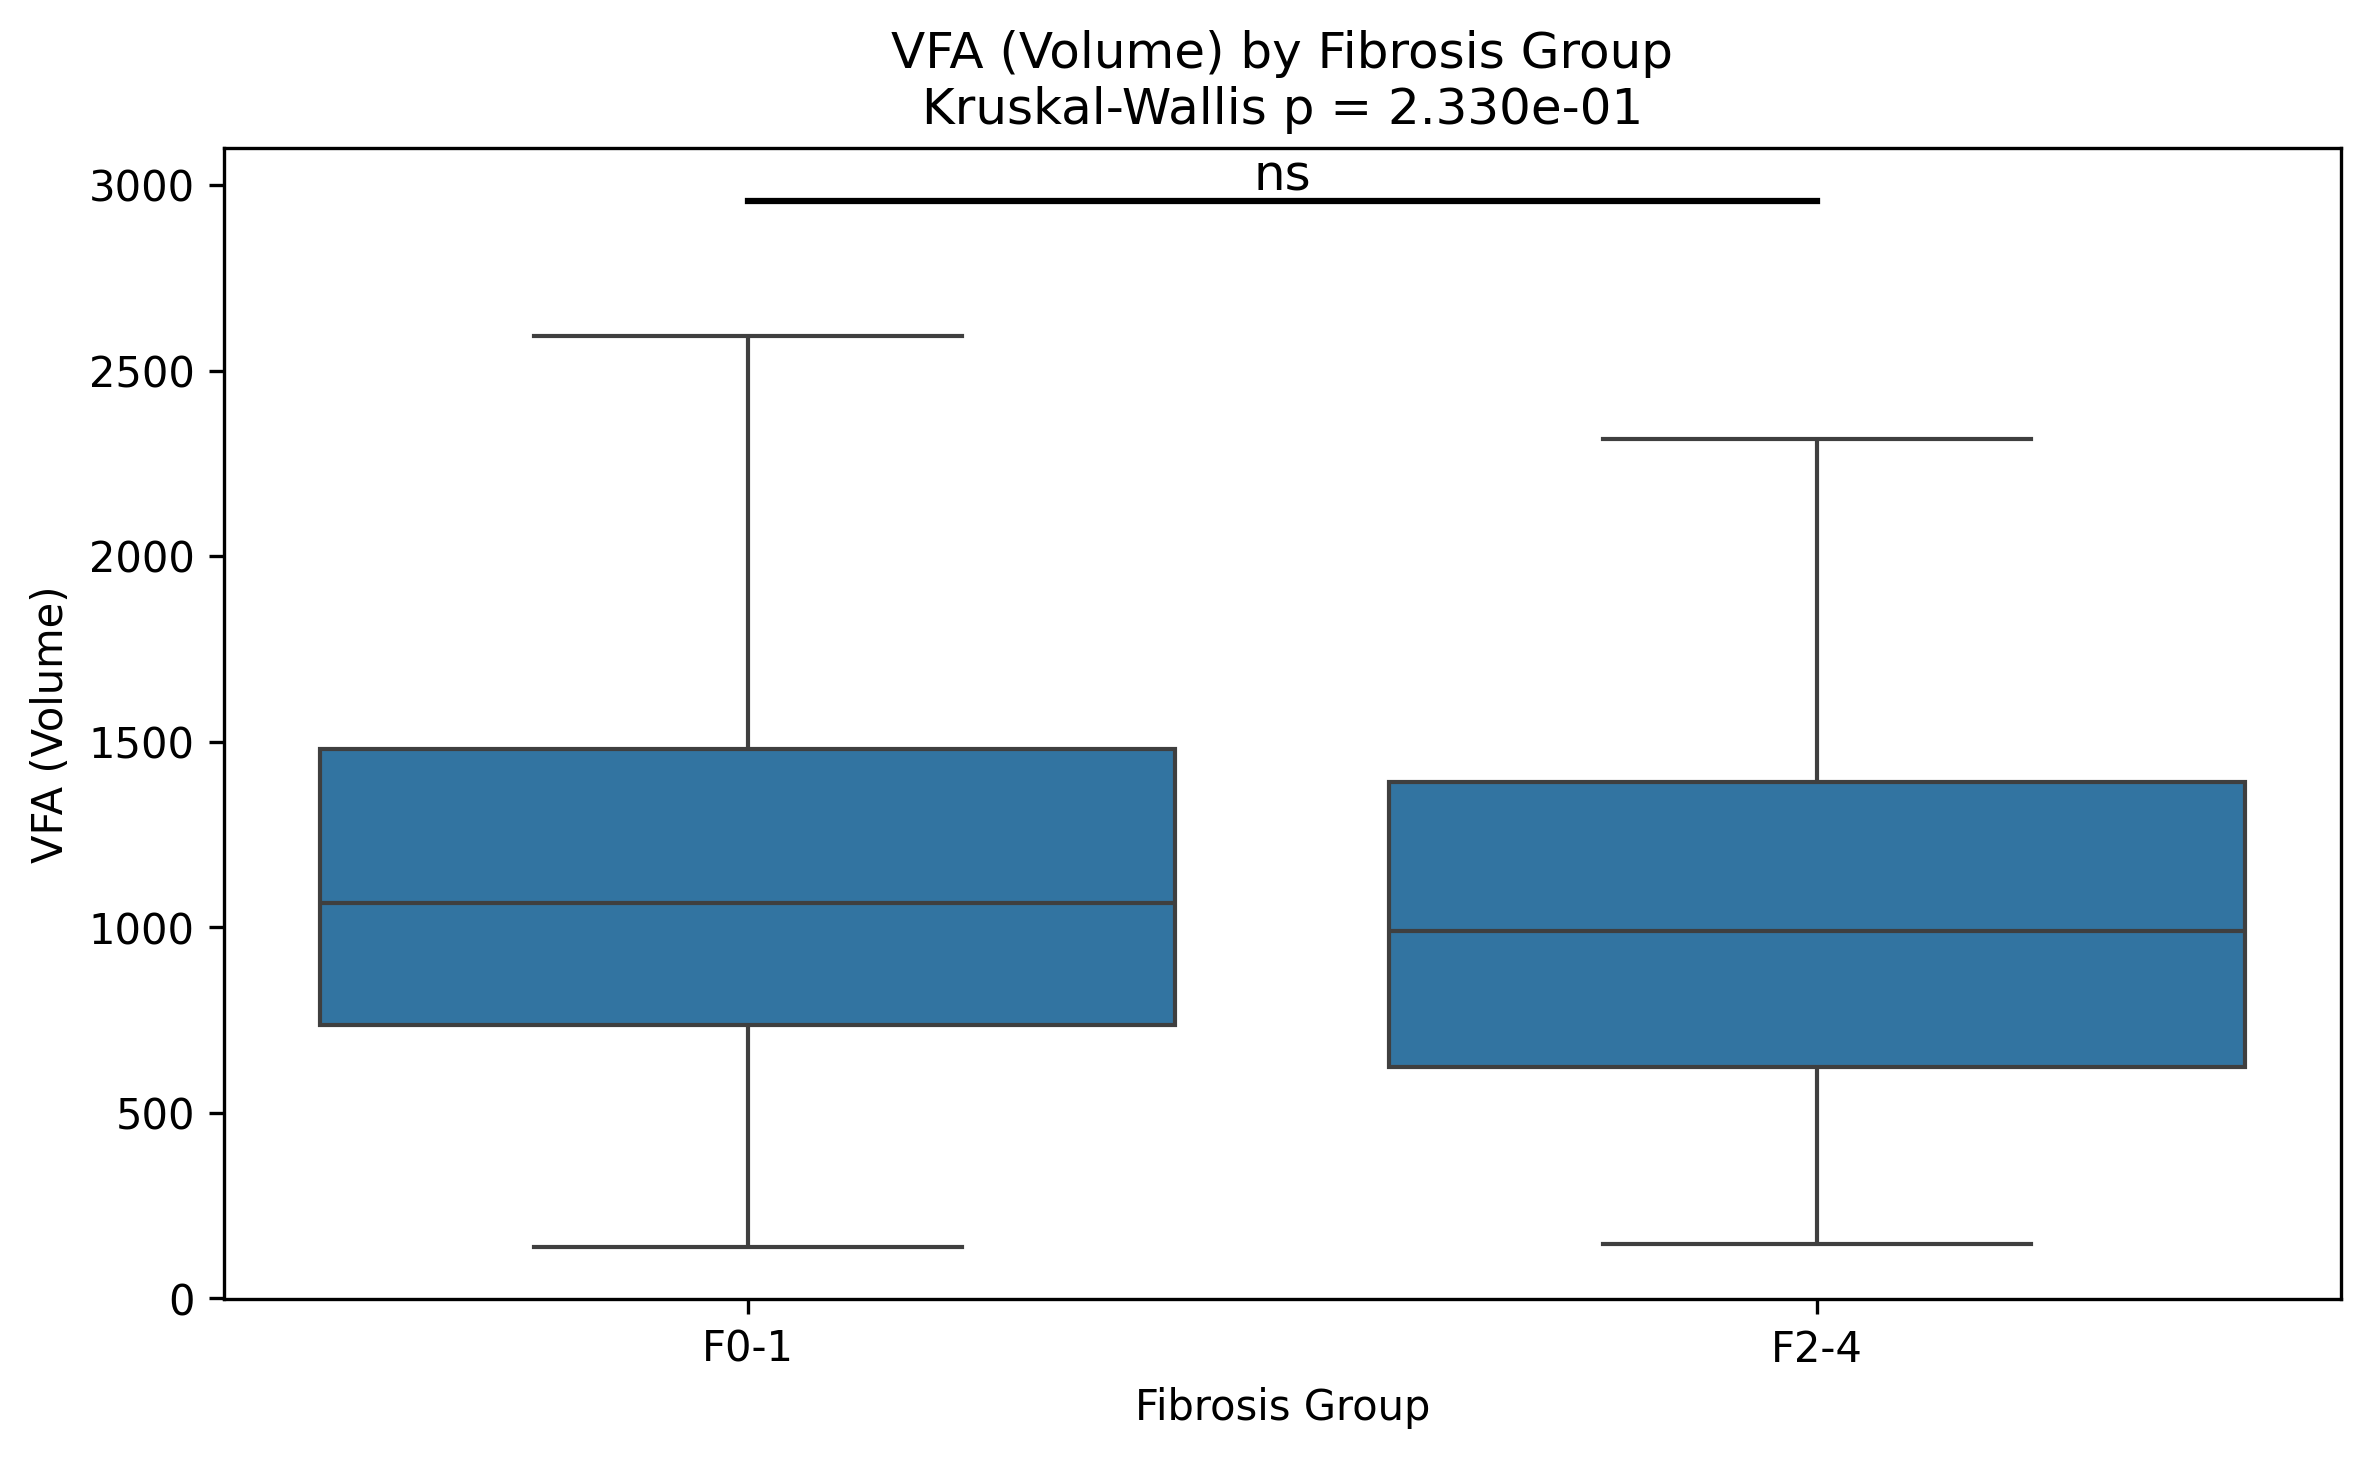 VFA (Volume) by Fibrosis Group
Kruskal-Wallis p = 2.330e-01
ns
3000
2500
2000
1500
1000
500
0
VFA (Volume)
F0-1
F2-4
Fibrosis Group